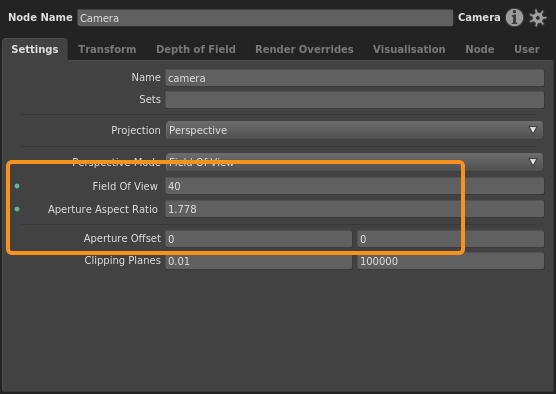 Node Name Camera Camera
Settings Transform Depth of Field Render Overrides Visualisation Node User
Name camera
Sets
Projection Perspective
Perspective Mode Field Of View
Field Of View 40
Aperture Aspect Ratio 1.778
Aperture Offset 0 0
Clipping Planes 0.01 100000